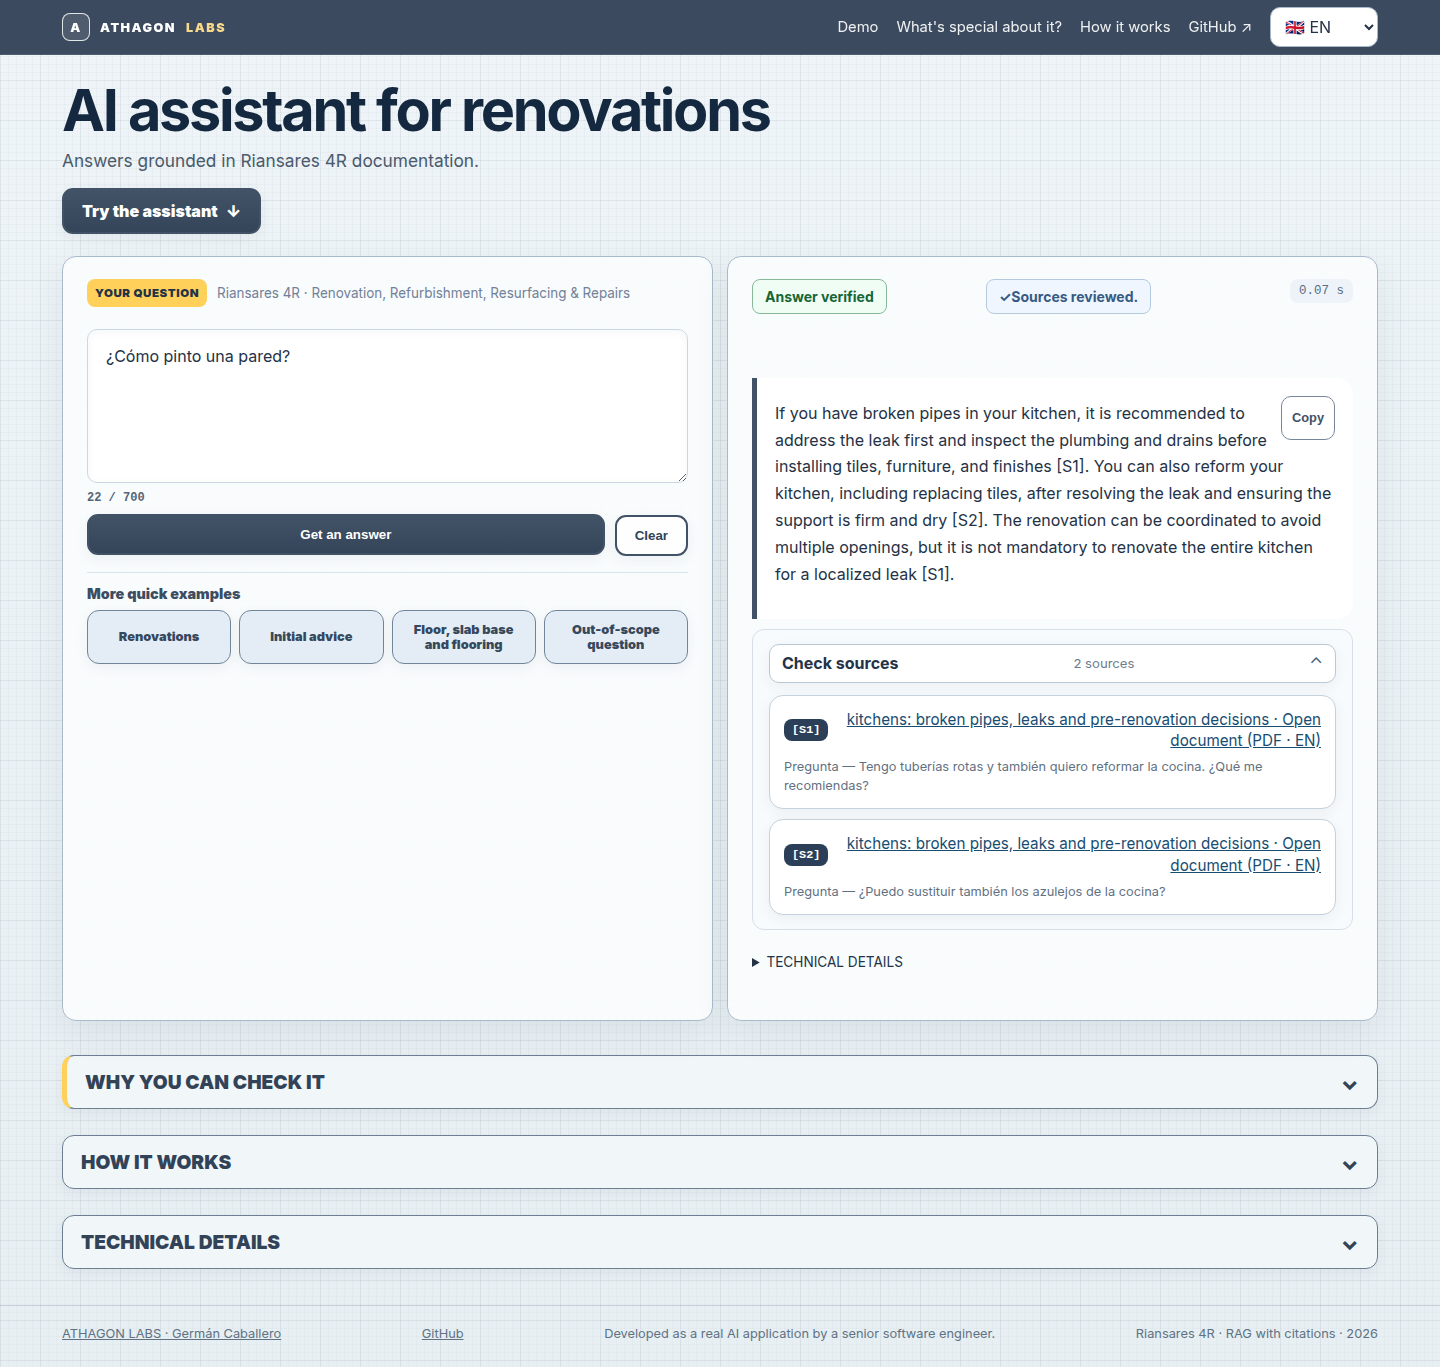 A ATHAGON LABS
Demo What's special about it? How it works GitHub ↗ 🇬🇧 EN
AI assistant for renovations
Answers grounded in Riansares 4R documentation.
Try the assistant ↓
YOUR QUESTION Riansares 4R · Renovation, Refurbishment, Resurfacing & Repairs
¿Cómo pinto una pared?
22 / 700
Get an answer Clear
More quick examples
Renovations
Initial advice
Floor, slab base
and flooring
Out-of-scope
question
Answer verified ✓Sources reviewed. 0.07 s
Copy
If you have broken pipes in your kitchen, it is recommended to
address the leak first and inspect the plumbing and drains before
installing tiles, furniture, and finishes [S1]. You can also reform your
kitchen, including replacing tiles, after resolving the leak and ensuring the
support is firm and dry [S2]. The renovation can be coordinated to avoid
multiple openings, but it is not mandatory to renovate the entire kitchen
for a localized leak [S1].
Check sources 2 sources
[S1] kitchens: broken pipes, leaks and pre-renovation decisions · Open
document (PDF · EN)
Pregunta — Tengo tuberías rotas y también quiero reformar la cocina. ¿Qué me
recomiendas?
[S2] kitchens: broken pipes, leaks and pre-renovation decisions · Open
document (PDF · EN)
Pregunta — ¿Puedo sustituir también los azulejos de la cocina?
▶ TECHNICAL DETAILS
WHY YOU CAN CHECK IT
HOW IT WORKS
TECHNICAL DETAILS
ATHAGON LABS · Germán Caballero GitHub Developed as a real AI application by a senior software engineer. Riansares 4R · RAG with citations · 2026